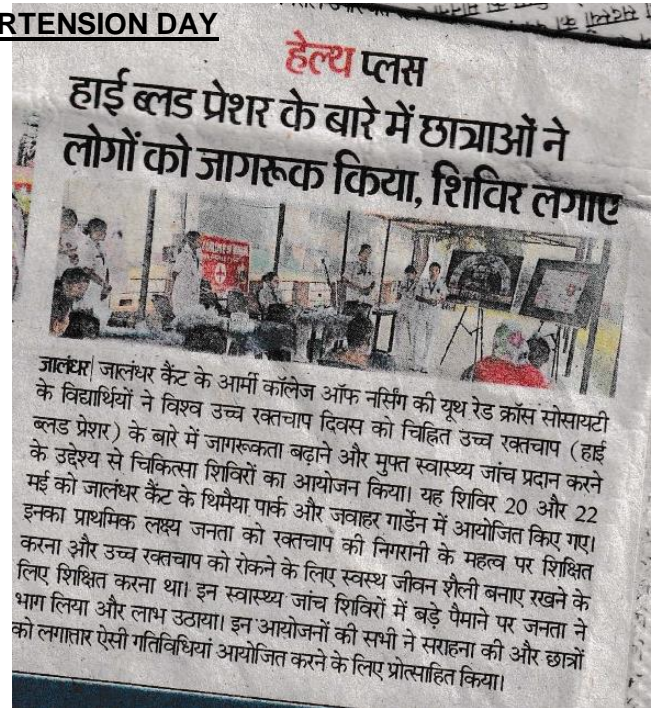 RTENSION DAY
हेल्थ प्लस
हाई ब्लड प्रेशर के बारे में छात्राओं ने
लोगों को जागरूक किया, शिविर लगाए
जालंधर| जालंधर कैंट के आर्मी कॉलेज ऑफ नर्सिंग की यूथ रेड क्रॉस सोसायटी
के विद्यार्थियों ने विश्व उच्च रक्तचाप दिवस को चिह्नित उच्च रक्तचाप (हाई
ब्लड प्रेशर) के बारे में जागरूकता बढ़ाने और मुफ्त स्वास्थ्य जांच प्रदान करने
के उद्देश्य से चिकित्सा शिविरों का आयोजन किया। यह शिविर 20 और 22
मई को जालंधर कैंट के थिमैया पार्क और जवाहर गार्डन में आयोजित किए गए।
इनका प्राथमिक लक्ष्य जनता को रक्तचाप की निगरानी के महत्व पर शिक्षित
करना और उच्च रक्तचाप को रोकने के लिए स्वस्थ जीवन शैली बनाए रखने के
लिए शिक्षित करना था। इन स्वास्थ्य जांच शिविरों में बड़े पैमाने पर जनता ने
भाग लिया और लाभ उठाया। इन आयोजनों की सभी ने सराहना की और छात्रों
को लगातार ऐसी गतिविधियां आयोजित करने के लिए प्रोत्साहित किया।